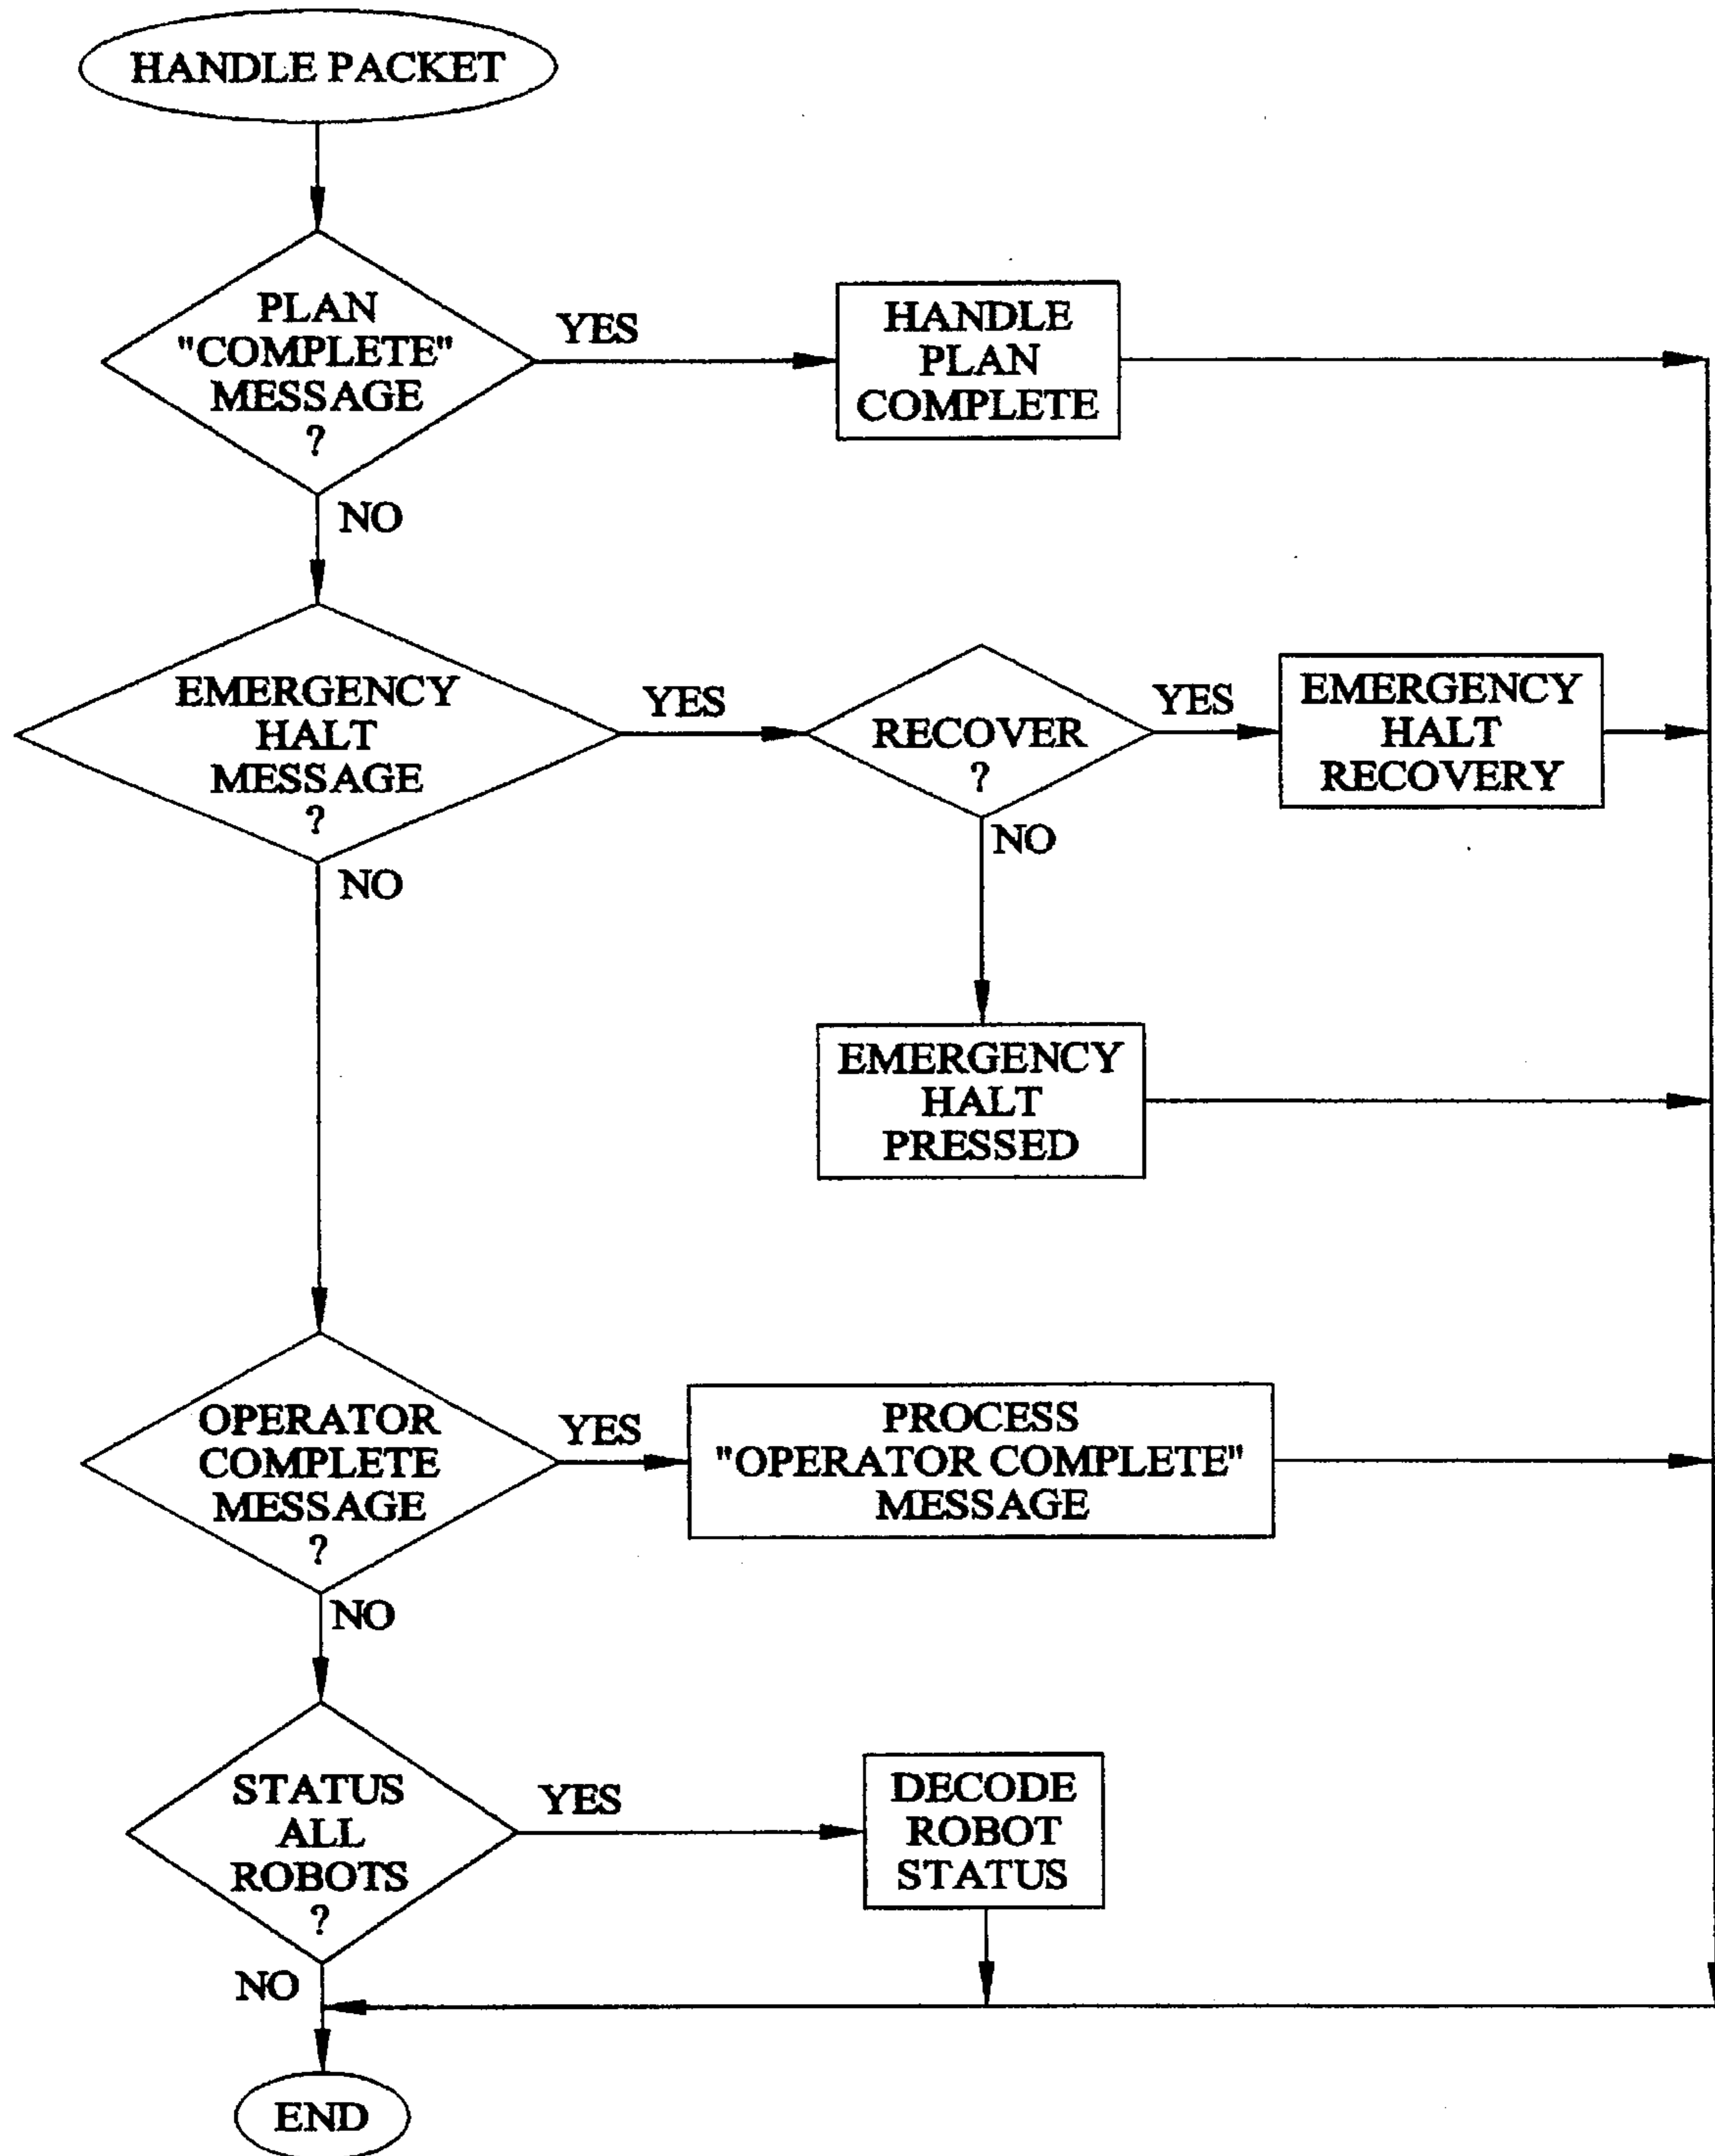 HANDLE PACKET
PLAN
"COMPLETE"
MESSAGE
?
YES
HANDLE
PLAN
COMPLETE
NO
EMERGENCY
HALT
MESSAGE
?
YES
RECOVER
?
YES
EMERGENCY
HALT
RECOVERY
NO
NO
EMERGENCY
HALT
PRESSED
OPERATOR
COMPLETE
MESSAGE
?
YES
PROCESS
"OPERATOR COMPLETE"
MESSAGE
NO
STATUS
ALL
ROBOTS
?
YES
DECODE
ROBOT
STATUS
NO
END